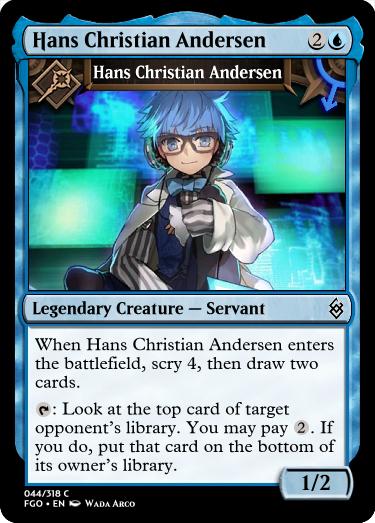 Hans Christian Andersen 2
Hans Christian Andersen
Legendary Creature — Servant
When Hans Christian Andersen enters
the battlefield, scry 4, then draw two
cards.
: Look at the top card of target
opponent's library. You may pay 2. If
you do, put that card on the bottom of
its owner's library.
1/2
044/318 C
FGO • EN Wada Arco